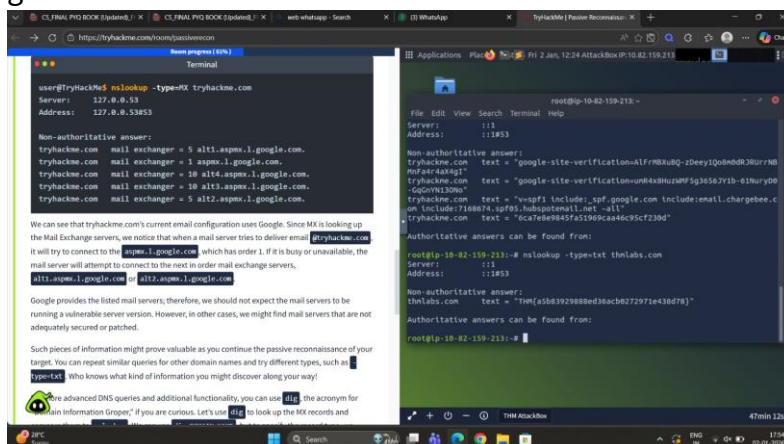 CS_FINAL PYQ BOOK (Updated)_F
CS_FINAL PYQ BOOK (Updated)_F
web whatsapp - Search
(3) WhatsApp
TryHackMe | Passive Reconnaiss
https://tryhackme.com/room/passiverecon
Room progress ( 61% )
Terminal
user@TryHackMe$ nslookup -type=MX tryhackme.com
Server: 127.0.0.53
Address: 127.0.0.53#53
Non-authoritative answer:
tryhackme.com mail exchanger = 5 alt1.aspmx.l.google.com.
tryhackme.com mail exchanger = 1 aspmx.l.google.com.
tryhackme.com mail exchanger = 10 alt4.aspmx.l.google.com.
tryhackme.com mail exchanger = 10 alt3.aspmx.l.google.com.
tryhackme.com mail exchanger = 5 alt2.aspmx.l.google.com.
We can see that tryhackme.com's current email configuration uses Google. Since MX is looking up
the Mail Exchange servers, we notice that when a mail server tries to deliver email @tryhackme.com,
it will try to connect to the aspmx.l.google.com, which has order 1. If it is busy or unavailable, the
mail server will attempt to connect to the next in order mail exchange servers,
alt1.aspmx.l.google.com or alt2.aspmx.l.google.com.
Google provides the listed mail servers; therefore, we should not expect the mail servers to be
running a vulnerable server version. However, in other cases, we might find mail servers that are not
adequately secured or patched.
Such pieces of information might prove valuable as you continue the passive reconnaissance of your
target. You can repeat similar queries for other domain names and try different types, such as -
type=txt. Who knows what kind of information you might discover along your way!
more advanced DNS queries and additional functionality, you can use dig, the acronym for
"Domain Information Groper," if you are curious. Let's use dig to look up the MX records and
Applications Places Fri 2 Jan, 12:24 AttackBox IP:10.82.159.213
root@ip-10-82-159-213: ~
File Edit View Search Terminal Help
Server: ::1
Address: ::1#53
Non-authoritative answer:
tryhackme.com text = "google-site-verification=
tryhackme.com text = "google-site-verification=
tryhackme.com text = "v=spf1 include:_spf.google.com include:email.chargebee.c
om include:7168674.spf05.hubspotemail.net -all"
tryhackme.com text = "6ca7e8e9845fa51969caa46c95cf230d"
Authoritative answers can be found from:
root@ip-10-82-159-213:~# nslookup -type=txt thmlabs.com
Server: ::1
Address: ::1#53
Non-authoritative answer:
thmlabs.com text = "THM{a5b83929888ed36acb0272971e438d78}"
Authoritative answers can be found from:
root@ip-10-82-159-213:~#
THM AttackBox
47min 12s
28°C
Sunny
Search
ENG
IN
17:54
02-01-2026